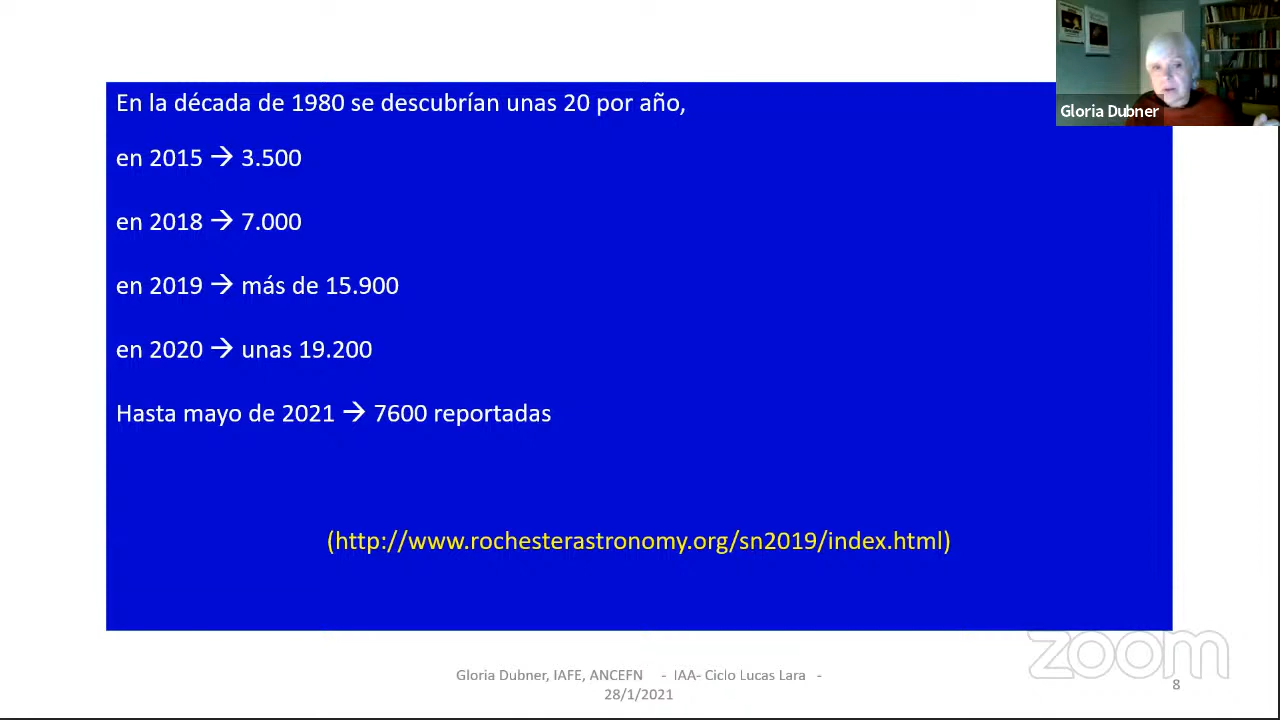 En la década de 1980 se descubrían unas 20 por año,
Gloria Dubner
en 2015 → 3.500
en 2018 → 7.000
en 2019 → más de 15.900
en 2020 → unas 19.200
Hasta mayo de 2021 → 7600 reportadas
(http://www.rochesterastronomy.org/sn2019/index.html)
zoom
Gloria Dubner, IAFE, ANCEFN - IAA- Ciclo Lucas Lara -
28/1/2021
8